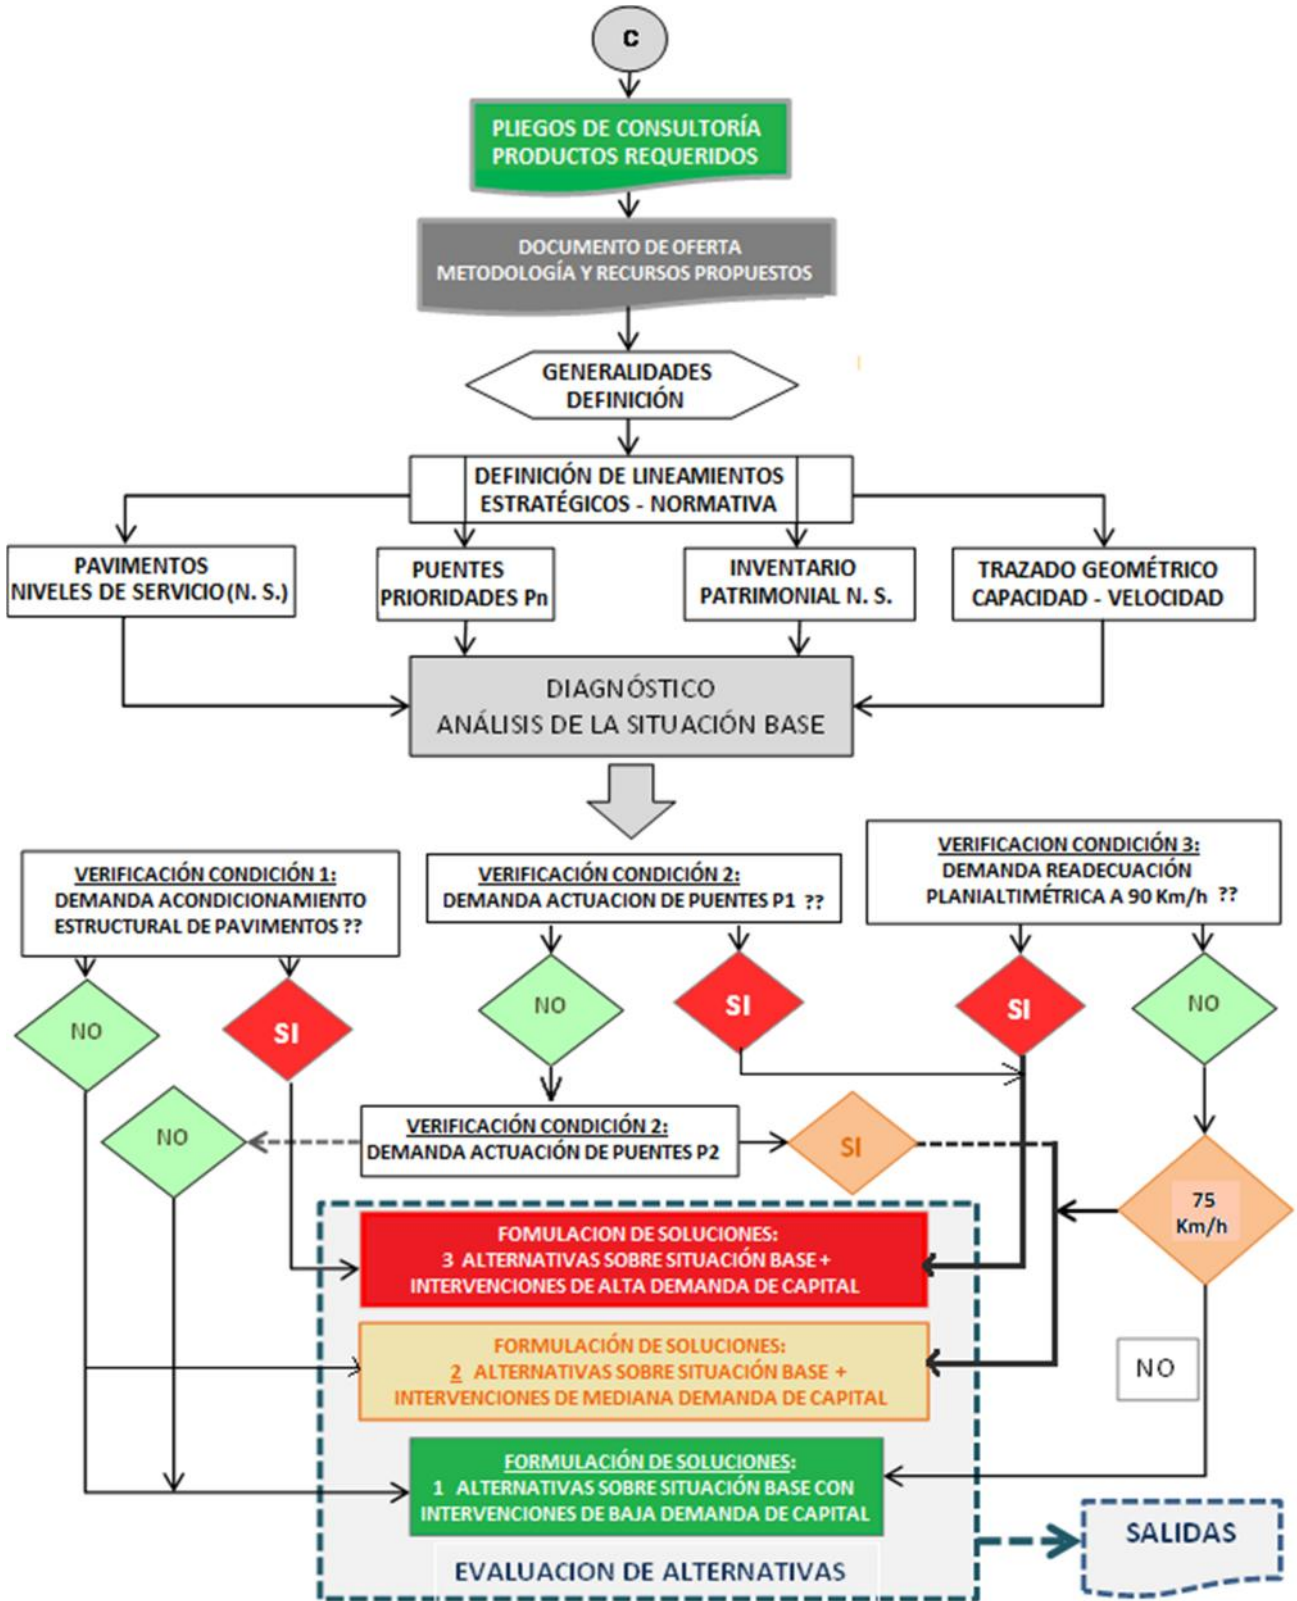 C
PLIEGOS DE CONSULTORÍA
PRODUCTOS REQUERIDOS
DOCUMENTO DE OFERTA
METODOLOGÍA Y RECURSOS PROPUESTOS
GENERALIDADES
DEFINICIÓN
DEFINICIÓN DE LINEAMIENTOS
ESTRATÉGICOS - NORMATIVA
PAVIMENTOS
NIVELES DE SERVICIO (N. S.)
PUENTES
PRIORIDADES Pn
INVENTARIO
PATRIMONIAL N. S.
TRAZADO GEOMÉTRICO
CAPACIDAD - VELOCIDAD
DIAGNÓSTICO
ANÁLISIS DE LA SITUACIÓN BASE
VERIFICACIÓN CONDICIÓN 1:
DEMANDA ACONDICIONAMIENTO
ESTRUCTURAL DE PAVIMENTOS ??
VERIFICACIÓN CONDICIÓN 2:
DEMANDA ACTUACION DE PUENTES P1 ??
VERIFICACION CONDICIÓN 3:
DEMANDA READECUACIÓN
PLANIALTIMÉTRICA A 90 Km/h ??
NO
SI
NO
SI
SI
NO
NO
VERIFICACIÓN CONDICIÓN 2:
DEMANDA ACTUACIÓN DE PUENTES P2
SI
75
Km/h
FOMULACION DE SOLUCIONES:
3 ALTERNATIVAS SOBRE SITUACIÓN BASE +
INTERVENCIONES DE ALTA DEMANDA DE CAPITAL
FORMULACIÓN DE SOLUCIONES:
2 ALTERNATIVAS SOBRE SITUACIÓN BASE +
INTERVENCIONES DE MEDIANA DEMANDA DE CAPITAL
NO
FORMULACIÓN DE SOLUCIONES:
1 ALTERNATIVAS SOBRE SITUACIÓN BASE CON
INTERVENCIONES DE BAJA DEMANDA DE CAPITAL
EVALUACION DE ALTERNATIVAS
SALIDAS